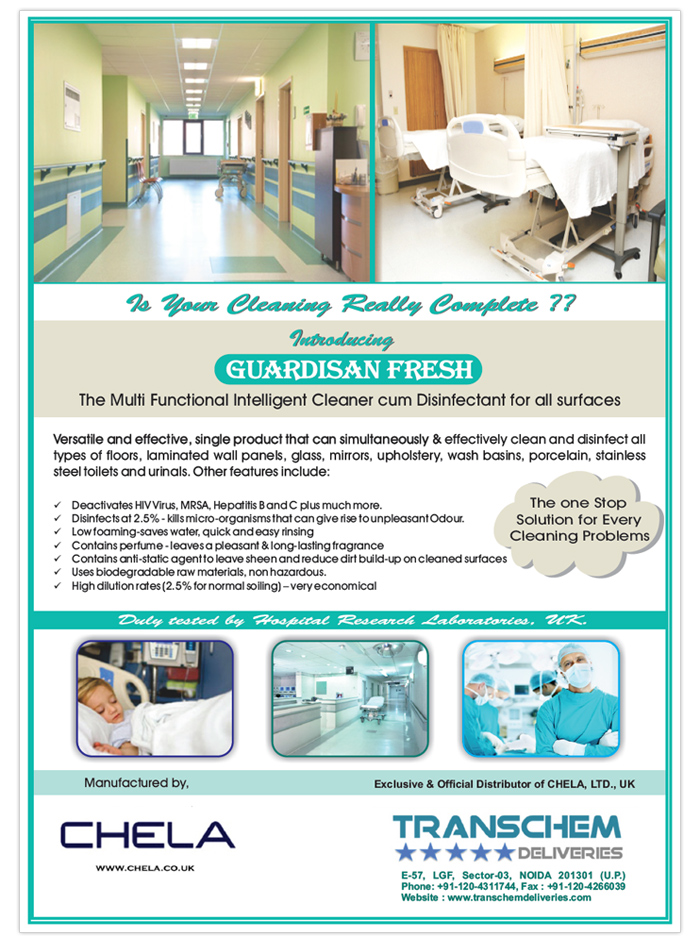 Is Your Cleaning Really Complete ??
Introducing
GUARDISAN FRESH
The Multi Functional Intelligent Cleaner cum Disinfectant for all surfaces
Versatile and effective, single product that can simultaneously & effectively clean and disinfect all
types of floors, laminated wall panels, glass, mirrors, upholstery, wash basins, porcelain, stainless
steel toilets and urinals. Other features include:
✓ Deactivates HIV Virus, MRSA, Hepatitis B and C plus much more.
✓ Disinfects at 2.5% - kills micro-organisms that can give rise to unpleasant Odour.
✓ Low foaming-saves water, quick and easy rinsing
✓ Contains perfume - leaves a pleasant & long-lasting fragrance
✓ Contains anti-static agent to leave sheen and reduce dirt build-up on cleaned surfaces
✓ Uses biodegradable raw materials, non hazardous.
✓ High dilution rates (2.5% for normal soiling) – very economical
The one Stop
Solution for Every
Cleaning Problems
Duly tested by Hospital Research Laboratories, UK.
Manufactured by,
CHELA
WWW.CHELA.CO.UK
Exclusive & Official Distributor of CHELA, LTD., UK
TRANSCHEM
DELIVERIES
E-57, LGF, Sector-03, NOIDA 201301 (U.P.)
Phone: +91-120-4311744, Fax : +91-120-4266039
Website : www.transchemdeliveries.com